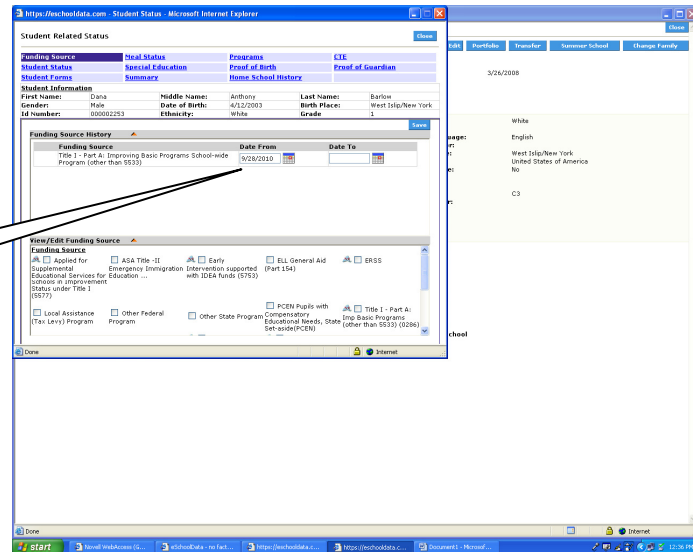 https://eschooldata.com - Student Status - Microsoft Internet Explorer
Student Related Status
Close
Funding Source Meal Status Programs CTE
Student Status Special Education Proof of Birth Proof of Guardian
Student Forms Summary Home School History
Student Information
First Name: Dana Middle Name: Anthony Last Name: Barlow
Gender: Male Date of Birth: 4/12/2003 Birth Place: West Islip/New York
Id Number: 000002253 Ethnicity: White Grade 1
Save
Funding Source History
Funding Source Date From Date To
Title I - Part A: Improving Basic Programs School-wide
Program (other than 5533)
9/28/2010
View/Edit Funding Source
Funding Source
Applied for
Supplemental
Educational Services for
Schools in Improvement
Status under Title I
(5577)
ASA Title -II
Emergency Immigration
Education ...
Early
Intervention supported
with IDEA funds (5753)
ELL General Aid
(Part 154)
ERSS
Local Assistance
(Tax Levy) Program
Other Federal
Program
Other State Program
PCEN Pupils with
Compensatory
Educational Needs, State
Set-aside(PCEN)
Title I - Part A:
Imp Basic Programs
(other than 5533) (0286)
Done
Internet
Close
Edit Portfolio Transfer Summer School Change Family
3/26/2008
White
uage: English
or:
e: West Islip/New York
United States of America
e: No
C3
r:
chool
Done
Internet
start
Novell WebAccess (G...
eSchoolData - no fact...
https://eschooldata.c...
https://eschooldata.c...
Document1 - Microsof...
12:36 PM